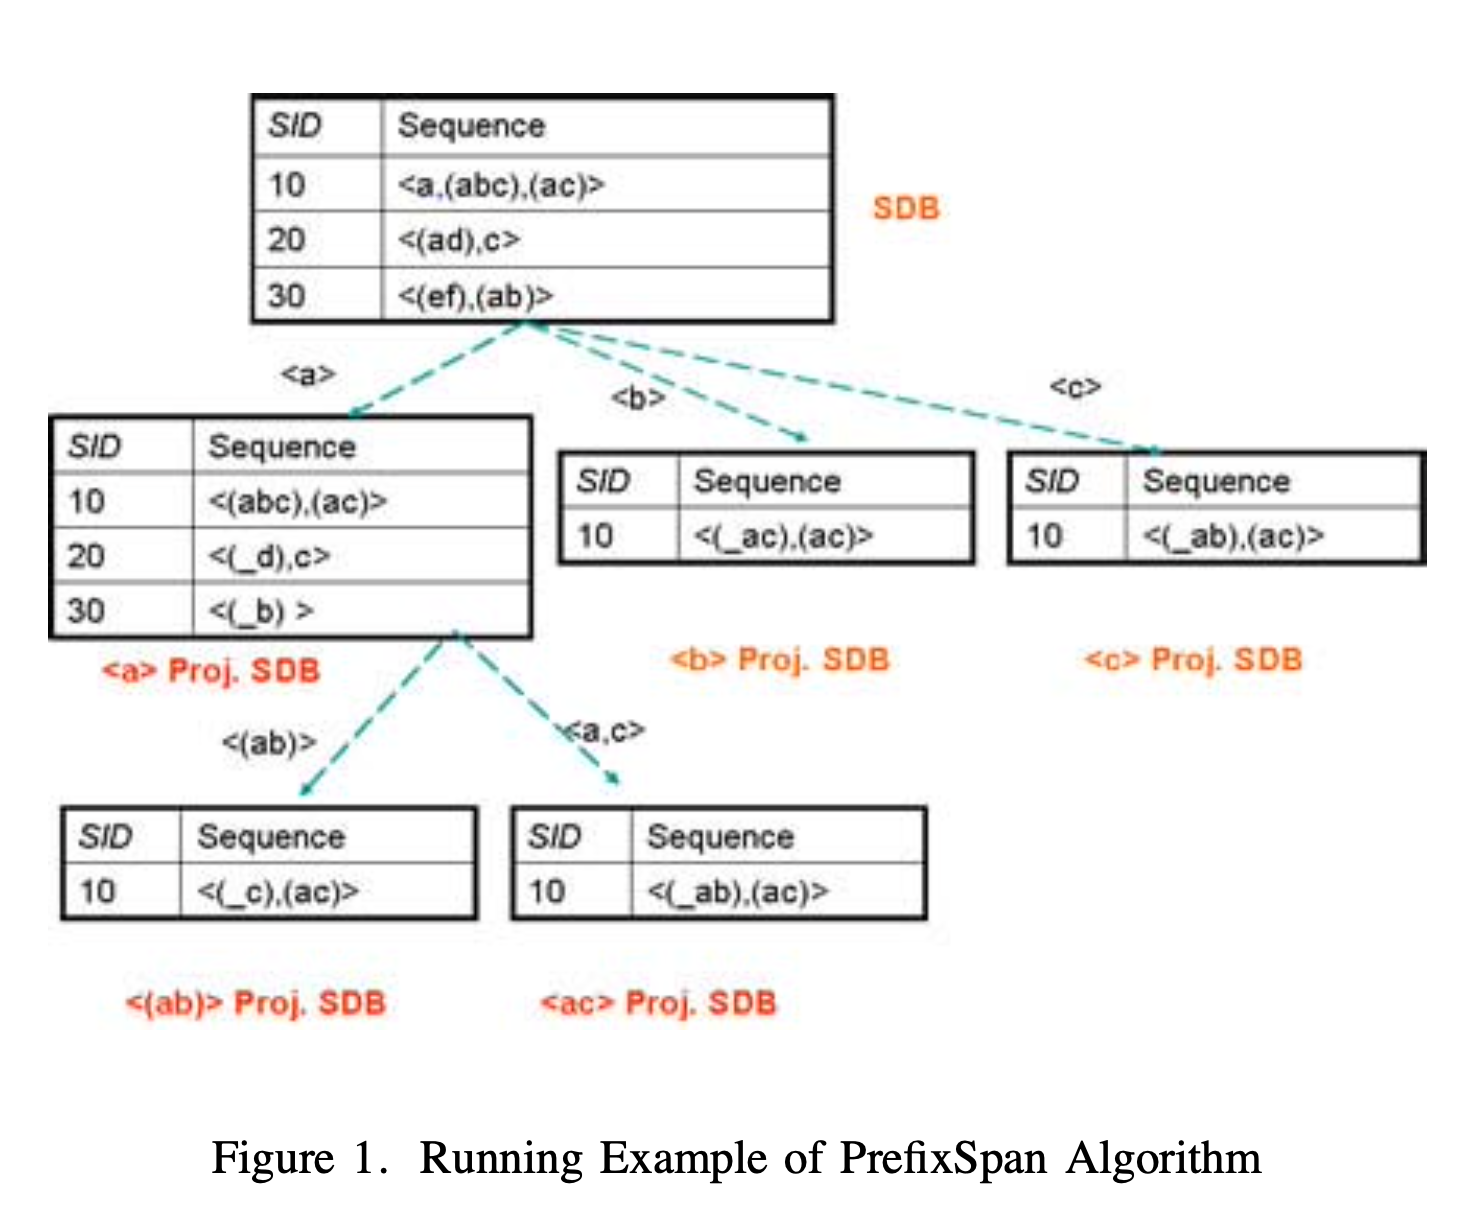 SID Sequence
10 <a,(abc),(ac)>
20 <(ad),c>
30 <(ef),(ab)>
SDB
<a>
<b>
<c>
SID Sequence
10 <(abc),(ac)>
20 <(_d),c>
30 <(_b) >
<a> Proj. SDB
SID Sequence
10 <(_ac),(ac)>
<b> Proj. SDB
SID Sequence
10 <(_ab),(ac)>
<c> Proj. SDB
<(ab)>
<a,c>
SID Sequence
10 <(_c),(ac)>
<(ab)> Proj. SDB
SID Sequence
10 <(_ab),(ac)>
<ac> Proj. SDB
Figure 1. Running Example of PrefixSpan Algorithm